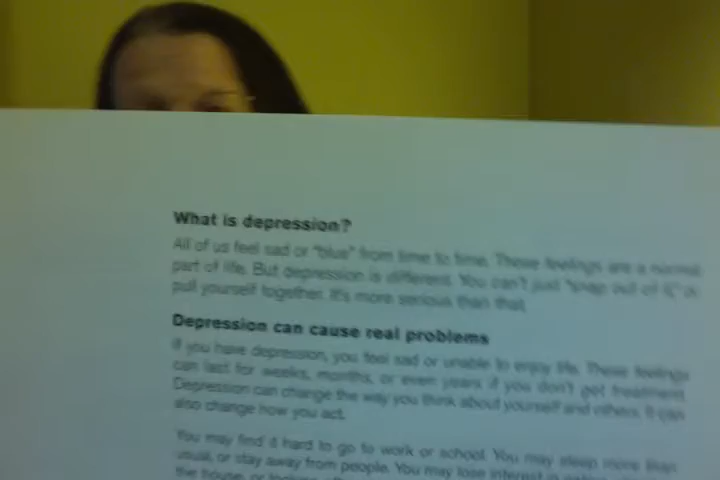 What is depression?
All of us feel sad or "blue" from time to time. These feelings are a normal
part of life. But depression is different. You can't just "snap out of it"
pull yourself together. It's more serious than that.
Depression can cause real problems
If you have depression, you feel sad or unable to enjoy life. These feelings
can last for weeks, months, or even years if you don't get treatment.
Depression can change the way you think about yourself and others. It can
also change how you act.
You may find it hard to go to work or school. You may sleep more than
usual, or stay away from people. You may lose interest in
the house, or